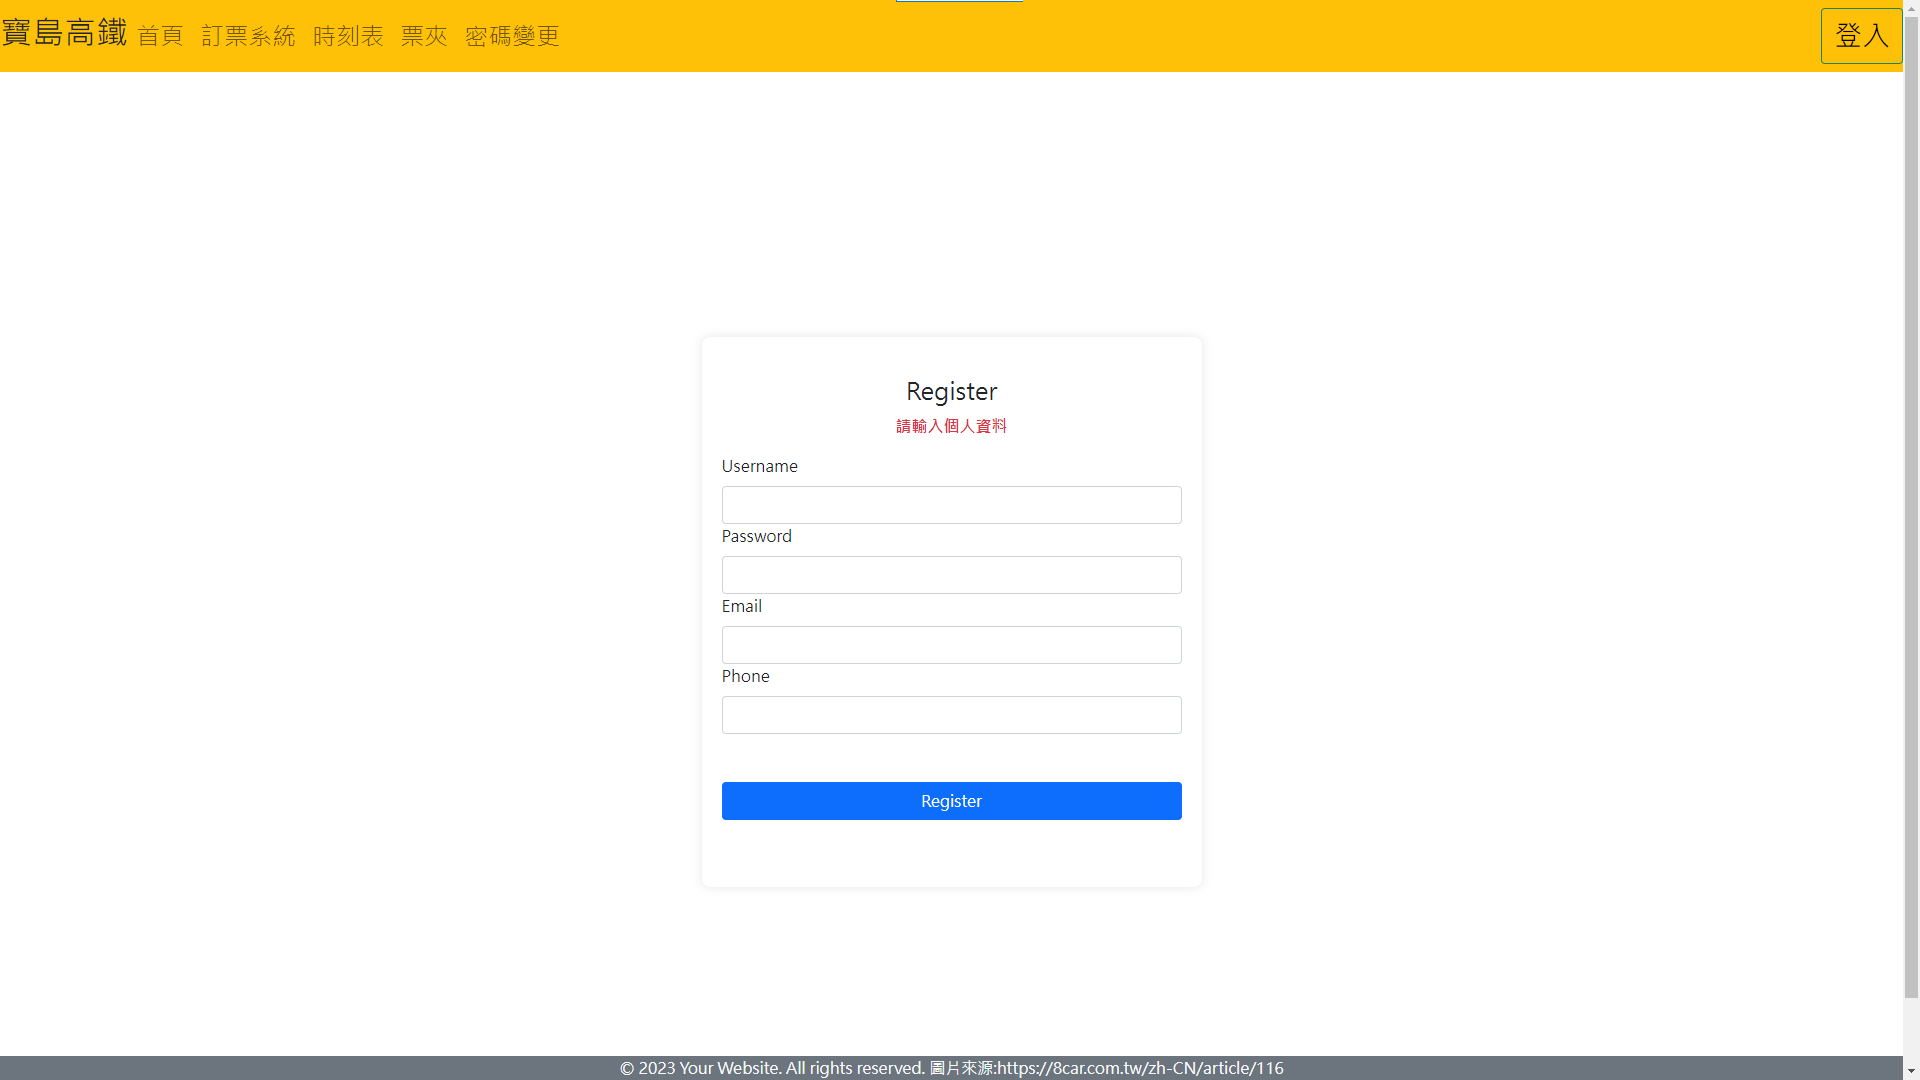 寶島高鐵 首頁 訂票系統 時刻表 票夾 密碼變更 登入
Register
請輸入個人資料
Username
Password
Email
Phone
Register
© 2023 Your Website. All rights reserved. 圖片來源:https://8car.com.tw/zh-CN/article/116